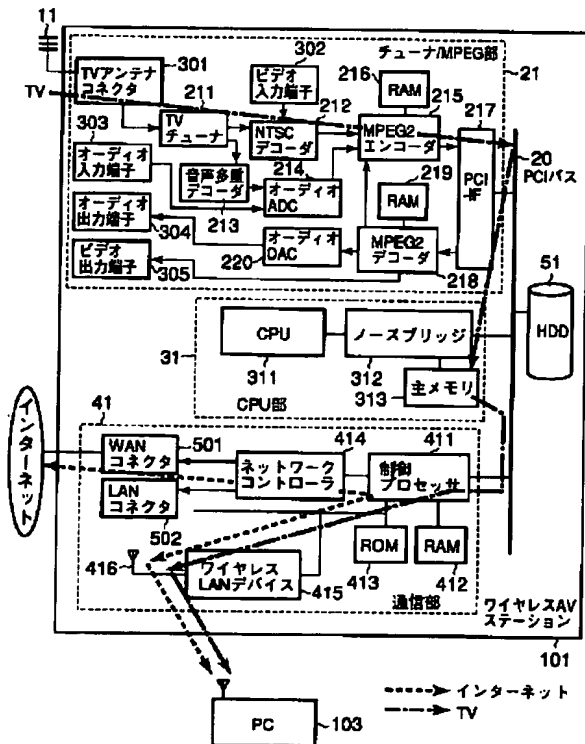 11
TV
TVアンテナ
コネクタ
301
302
ビデオ
入力端子
チューナ/MPEG部
21
216
RAM
303
211
TV
チューナ
212
NTSC
デコーダ
215
MPEG2
エンコーダ
217
PCI
I/F
20
PCIバス
オーディオ
入力端子
音声多重
デコーダ
213
214
オーディオ
ADC
219
RAM
オーディオ
出力端子
304
オーディオ
DAC
220
MPEG2
デコーダ
218
ビデオ
出力端子
305
51
HDD
31
CPU
311
ノースブリッジ
312
主メモリ
313
CPU部
インターネット
41
WAN
コネクタ
501
LAN
コネクタ
502
414
ネットワーク
コントローラ
411
制御
プロセッサ
416
ワイヤレス
LANデバイス
415
ROM
413
RAM
412
通信部
ワイヤレスAV
ステーション
101
PC
103
インターネット
TV